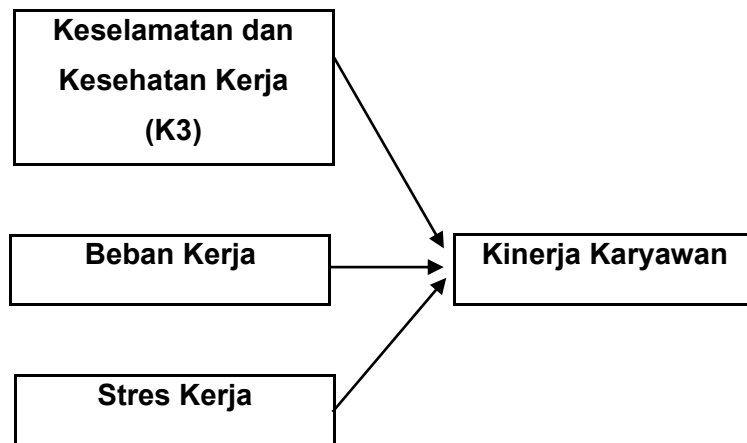 Keselamatan dan
Kesehatan Kerja
(K3)
Beban Kerja
Kinerja Karyawan
Stres Kerja